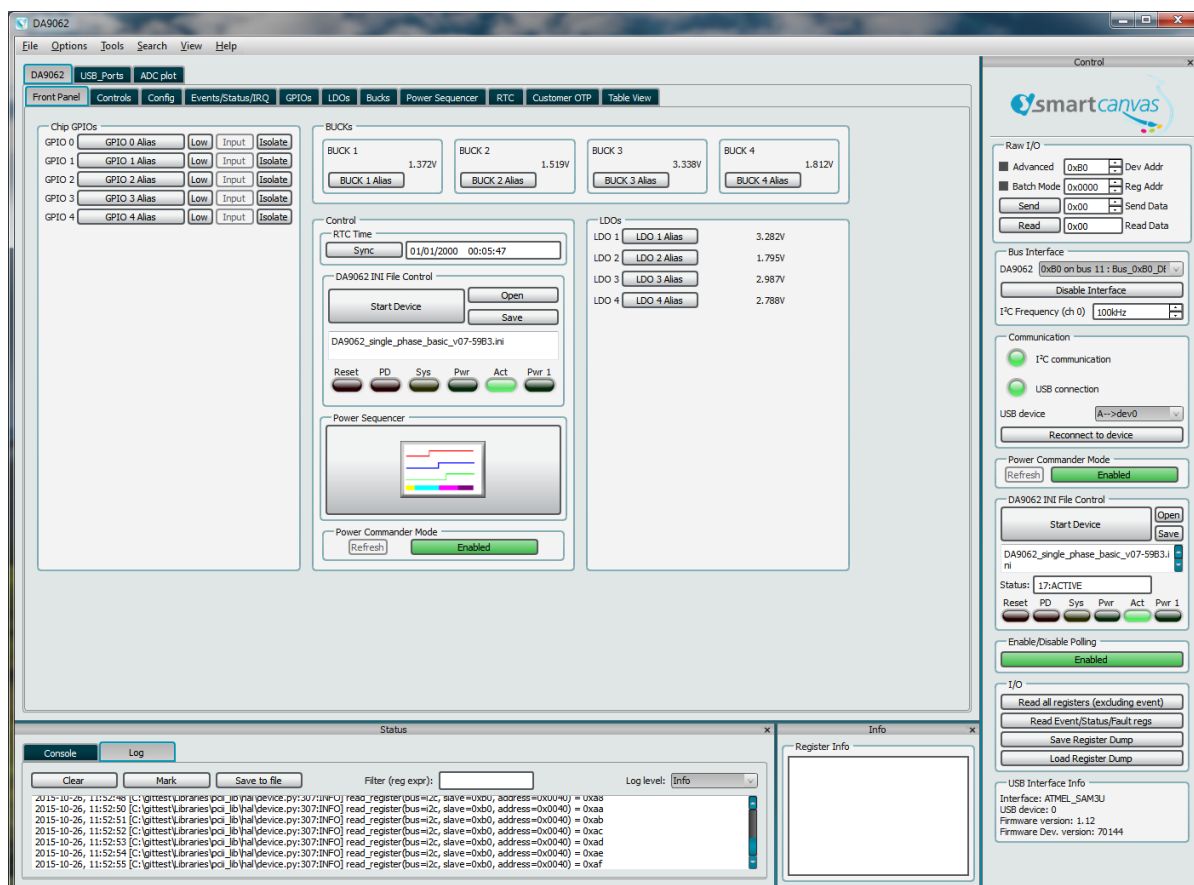 DA9062
File Options Tools Search View Help
DA9062 USB_Ports ADC plot
Front Panel Controls Config Events/Status/IRQ GPIOs LDOs Bucks Power Sequencer RTC Customer OTP Table View
Chip GPIOs
GPIO 0 GPIO 0 Alias Low Input Isolate
GPIO 1 GPIO 1 Alias Low Input Isolate
GPIO 2 GPIO 2 Alias Low Input Isolate
GPIO 3 GPIO 3 Alias Low Input Isolate
GPIO 4 GPIO 4 Alias Low Input Isolate
BUCKs
BUCK 1 BUCK 2 BUCK 3 BUCK 4
1.372V 1.519V 3.338V 1.812V
BUCK 1 Alias BUCK 2 Alias BUCK 3 Alias BUCK 4 Alias
Control
RTC Time
Sync 01/01/2000 00:05:47
DA9062 INI File Control
Start Device
Open
Save
DA9062_single_phase_basic_v07-59B3.ini
Reset PD Sys Pwr Act Pwr 1
Power Sequencer
Power Commander Mode
Refresh Enabled
LDOs
LDO 1 LDO 1 Alias 3.282V
LDO 2 LDO 2 Alias 1.795V
LDO 3 LDO 3 Alias 2.987V
LDO 4 LDO 4 Alias 2.788V
Status
Console Log
Clear Mark Save to file Filter (reg expr): Log level: Info
2015-10-26, 11:52:48 [C:\gittest\Libraries\pcii_lib\hal\device.py:307:INFO] read_register(bus=i2c, slave=0xb0, address=0x0040) = 0xa8
2015-10-26, 11:52:50 [C:\gittest\Libraries\pcii_lib\hal\device.py:307:INFO] read_register(bus=i2c, slave=0xb0, address=0x0040) = 0xaa
2015-10-26, 11:52:51 [C:\gittest\Libraries\pcii_lib\hal\device.py:307:INFO] read_register(bus=i2c, slave=0xb0, address=0x0040) = 0xab
2015-10-26, 11:52:52 [C:\gittest\Libraries\pcii_lib\hal\device.py:307:INFO] read_register(bus=i2c, slave=0xb0, address=0x0040) = 0xac
2015-10-26, 11:52:53 [C:\gittest\Libraries\pcii_lib\hal\device.py:307:INFO] read_register(bus=i2c, slave=0xb0, address=0x0040) = 0xad
2015-10-26, 11:52:54 [C:\gittest\Libraries\pcii_lib\hal\device.py:307:INFO] read_register(bus=i2c, slave=0xb0, address=0x0040) = 0xae
2015-10-26, 11:52:55 [C:\gittest\Libraries\pcii_lib\hal\device.py:307:INFO] read_register(bus=i2c, slave=0xb0, address=0x0040) = 0xaf
Info
Register Info
Control
smartcanvas
Raw I/O
Advanced 0xB0 Dev Addr
Batch Mode 0x0000 Reg Addr
Send 0x00 Send Data
Read 0x00 Read Data
Bus Interface
DA9062 0xB0 on bus 11 : Bus_0xB0_DE
Disable Interface
I²C Frequency (ch 0) 100kHz
Communication
I²C communication
USB connection
USB device A-->dev0
Reconnect to device
Power Commander Mode
Refresh Enabled
DA9062 INI File Control
Start Device
Open
Save
DA9062_single_phase_basic_v07-59B3.i
ni
Status: 17:ACTIVE
Reset PD Sys Pwr Act Pwr 1
Enable/Disable Polling
Enabled
I/O
Read all registers (excluding event)
Read Event/Status/Fault regs
Save Register Dump
Load Register Dump
USB Interface Info
Interface: ATMEL_SAM3U
USB device: 0
Firmware version: 1.12
Firmware Dev. version: 70144